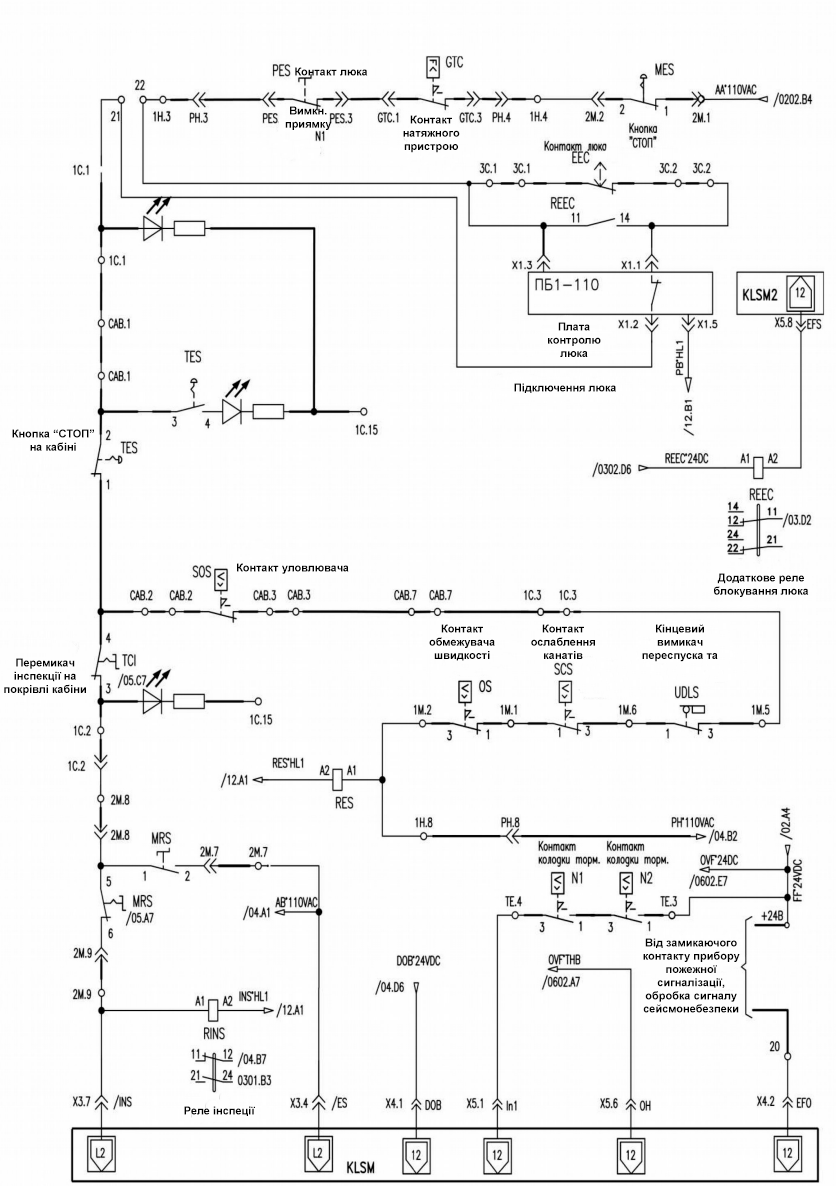 PES Контакт люка
GTC
MES
AA"110VAC
/0202.B4
21
22
1H.3
PH.3
PES
Вимкн.
приямку
N1
PES.3
GTC.1
Контакт
натяжного
пристрою
GTC.3
PH.4
1H.4
2M.2
2
1
2M.1
Кнопка
"СТОП"
1C.1
Контакт люка
EEC
3C.1
3C.1
3C.2
3C.2
REEC
11
14
1C.1
X1.3
X1.1
ПБ1-110
X1.2
X1.5
Плата
контролю
люка
KLSM2
12
X5.8
EFS
CAB.1
CAB.1
TES
3
4
1C.15
Підключення люка
PB"HL1
/12.B1
Кнопка “СТОП”
на кабіні
2
TES
1
/0302.D6
REEC"24DC
A1
A2
REEC
14
12
11
/03.D2
24
22
21
Додаткове реле
блокування люка
SOS
Контакт уловлювача
CAB.2
CAB.2
CAB.3
CAB.3
CAB.7
CAB.7
1C.3
1C.3
Контакт
обмежувача
швидкості
Контакт
ослаблення
канатів
Кінцевий
вимикач
переспуска та
4
TCI
/05.C7
3
Перемикач
інспекції на
покрівлі кабіни
1C.15
OS
SCS
UDLS
1M.2
3
1
1M.1
1
3
1M.6
1
3
1M.5
1C.2
1C.2
RES"HL1
/12.A1
A2
A1
RES
2M.8
2M.8
1H.8
PH.8
PH"110VAC
/04.B2
/02.A4
MRS
1
2
2M.7
2M.7
Контакт
колодки торм.
Контакт
колодки торм.
N1
N2
OVF"24DC
/0602.E7
FF"24VDC
5
MRS
/05.A7
6
AB"110VAC
/04.A1
TE.4
3
1
3
1
TE.3
+24B
Від замикаючого
контакту прибору
пожежної
сигналізації,
обробка сигналу
сейсмонебезпеки
2M.9
2M.9
DOB"24VDC
/04.D6
OVF"THB
/0602.A7
A1
A2
INS"HL1
/12.A1
RINS
11
12
/04.B7
21
24
0301.B3
Реле інспеції
20
X3.7
/INS
X3.4
/ES
X4.1
DOB
X5.1
In1
X5.6
OH
X4.2
EFO
L2
L2
KLSM
12
12
12
12